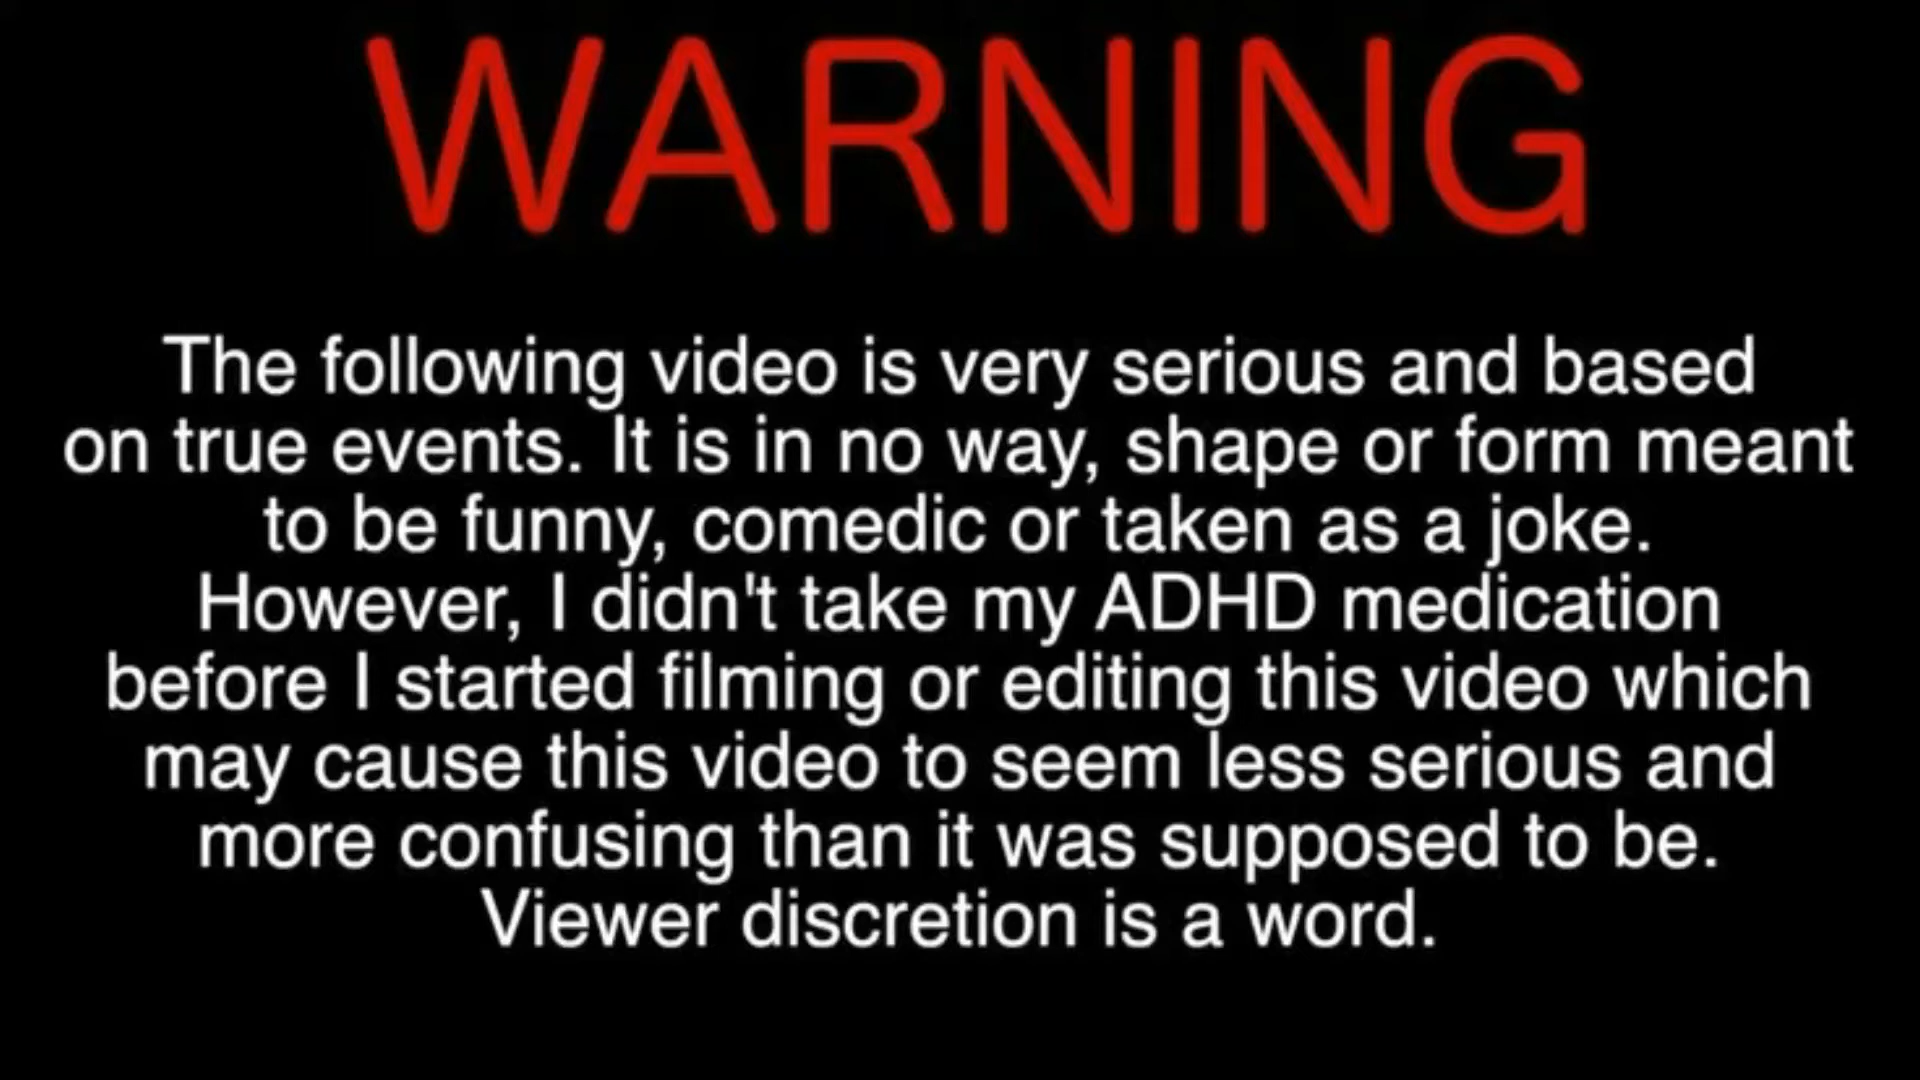 WARNING
The following video is very serious and based
on true events. It is in no way, shape or form meant
to be funny, comedic or taken as a joke.
However, I didn't take my ADHD medication
before I started filming or editing this video which
may cause this video to seem less serious and
more confusing than it was supposed to be.
Viewer discretion is a word.